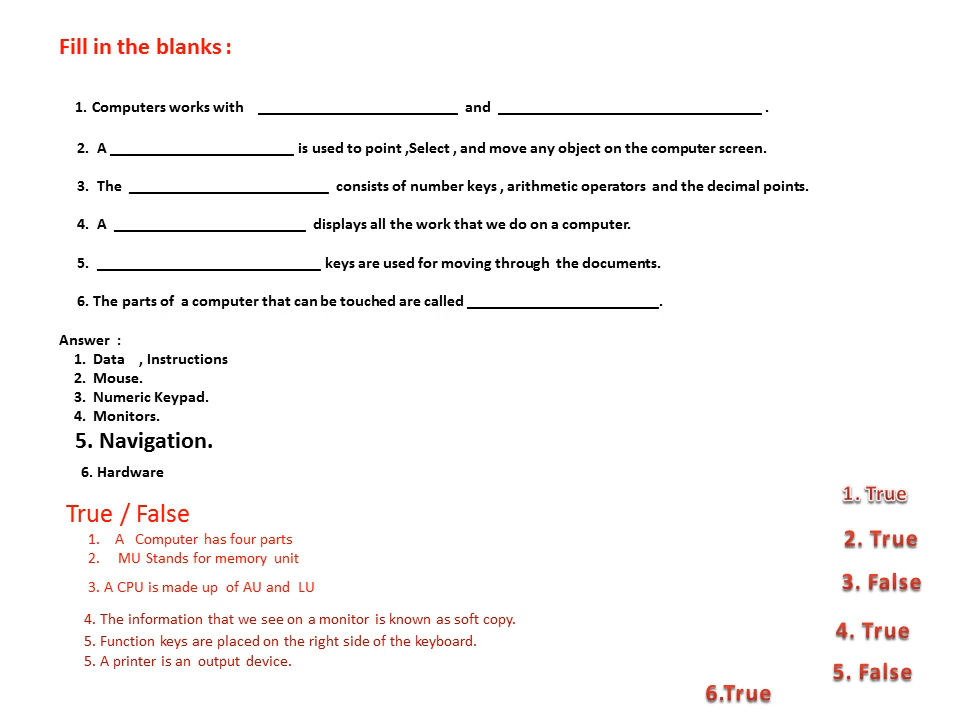 Fill in the blanks :
1. Computers works with ______________________ and ______________________ .
2. A ______________________ is used to point ,Select , and move any object on the computer screen.
3. The ______________________ consists of number keys , arithmetic operators and the decimal points.
4. A ______________________ displays all the work that we do on a computer.
5. ______________________ keys are used for moving through the documents.
6. The parts of a computer that can be touched are called ______________________.
Answer :
1. Data , Instructions
2. Mouse.
3. Numeric Keypad.
4. Monitors.
5. Navigation.
6. Hardware
True / False
1. A Computer has four parts
2. MU Stands for memory unit
3. A CPU is made up of AU and LU
4. The information that we see on a monitor is known as soft copy.
5. Function keys are placed on the right side of the keyboard.
5. A printer is an output device.
1. True
2. True
3. False
4. True
5. False
6.True